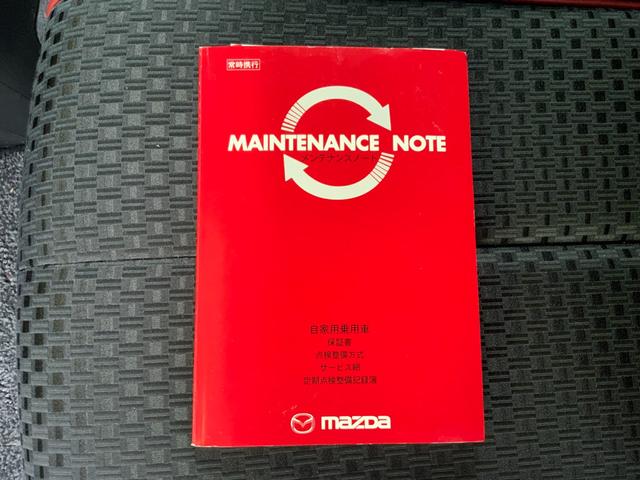 常時携行
MAINTENANCE NOTE
メンテナンスノート
自家用乗用車
保証書
点検整備方式
サービス網
定期点検整備記録簿
mazDa